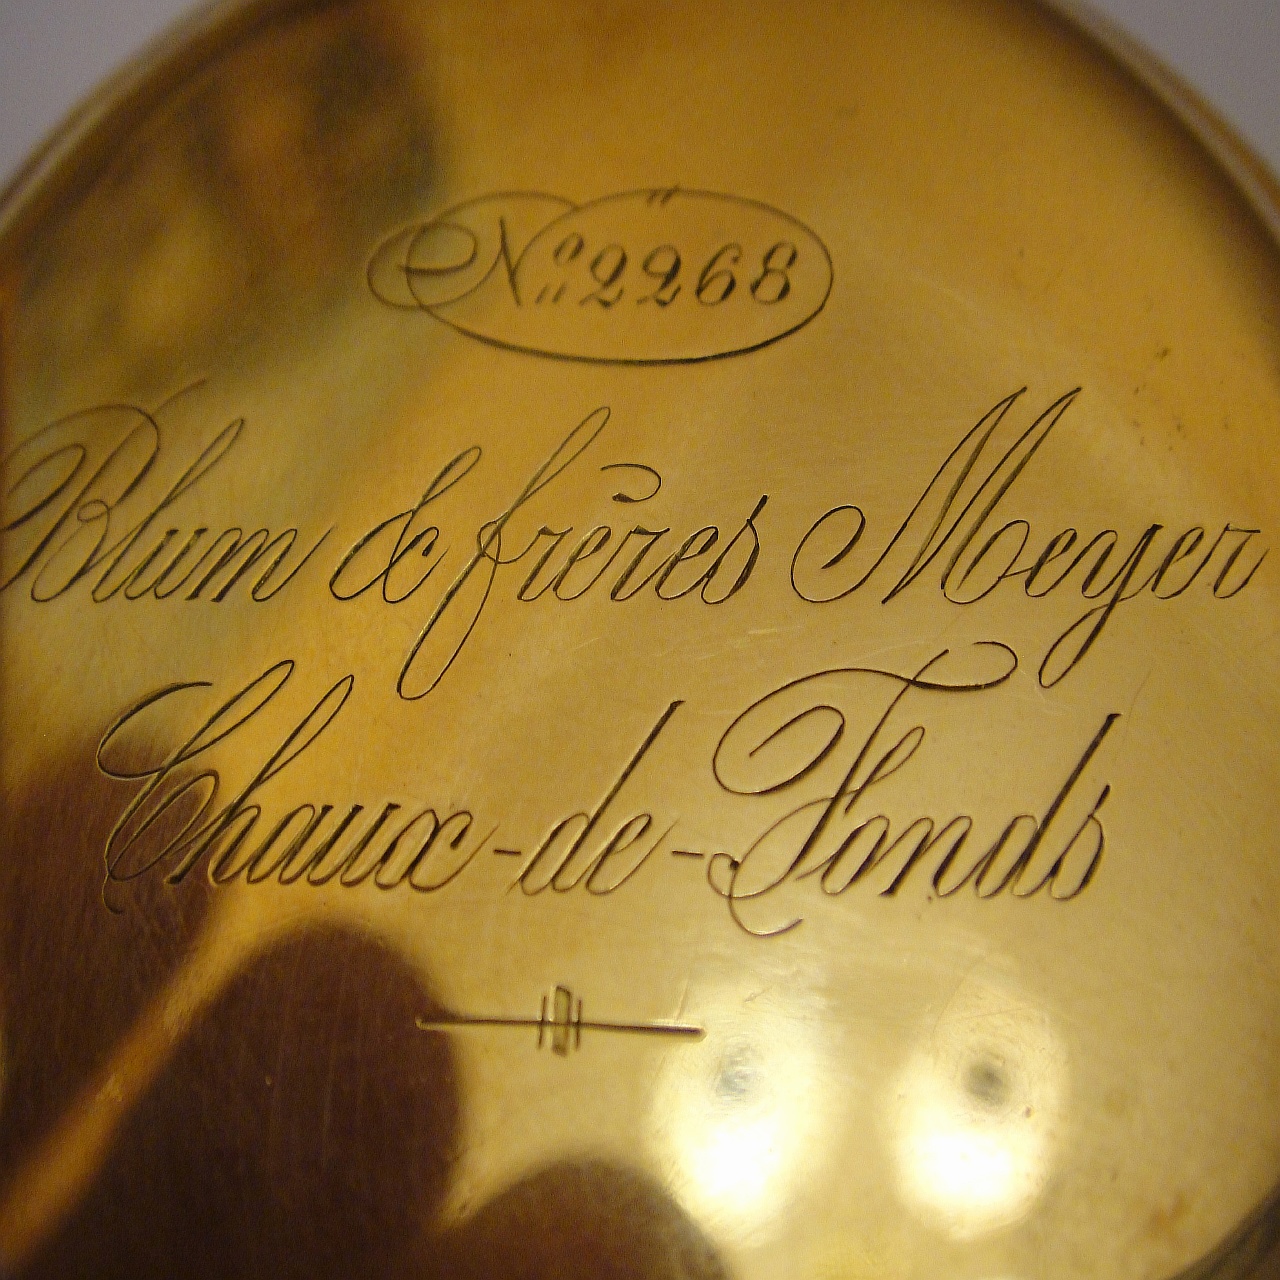 No 2268
Blum & frères Meyer
Chaux-de-Fonds